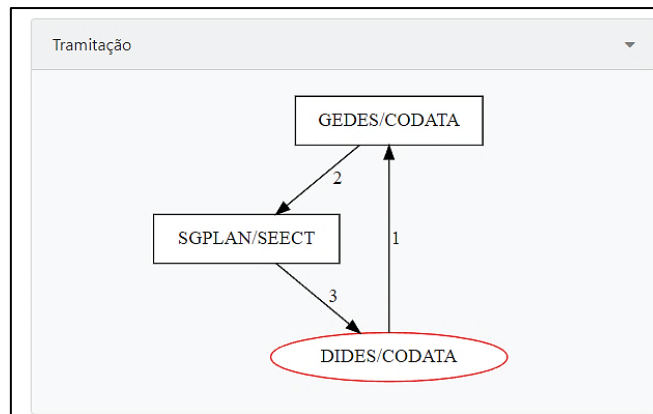 Tramitação
GEDES/CODATA
2
SGPLAN/SEECT
1
3
DIDES/CODATA